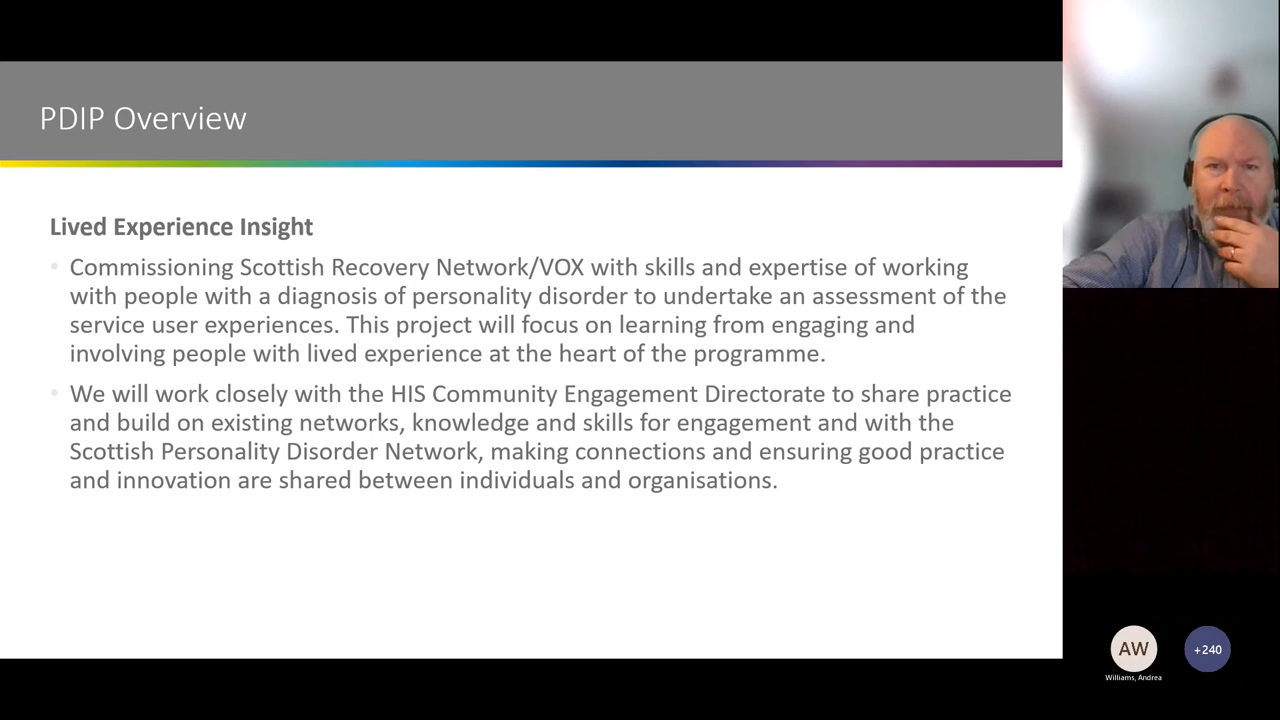 PDIP Overview
Lived Experience Insight
Commissioning Scottish Recovery Network/VOX with skills and expertise of working
with people with a diagnosis of personality disorder to undertake an assessment of the
service user experiences. This project will focus on learning from engaging and
involving people with lived experience at the heart of the programme.
We will work closely with the HIS Community Engagement Directorate to share practice
and build on existing networks, knowledge and skills for engagement and with the
Scottish Personality Disorder Network, making connections and ensuring good practice
and innovation are shared between individuals and organisations.
AW
+240
Williams, Andrea